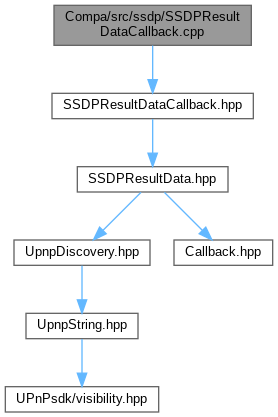 Compa/src/ssdp/SSDPResult
DataCallback.cpp
SSDPResultDataCallback.hpp
SSDPResultData.hpp
UpnpDiscovery.hpp
Callback.hpp
UpnpString.hpp
UPnPsdk/visibility.hpp